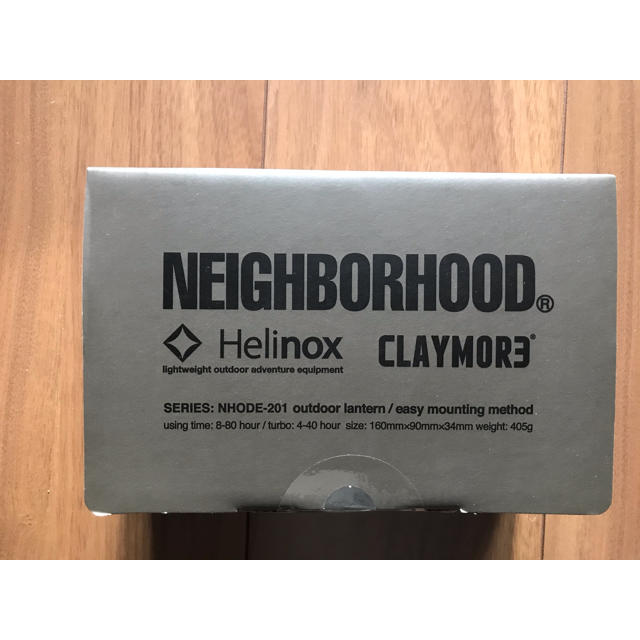 NEIGHBORHOOD®
Helinox CLAYMOR3®
lightweight outdoor adventure equipment
SERIES: NHODE-201 outdoor lantern / easy mounting method
using time: 8-80 hour / turbo: 4-40 hour size: 160mm×90mm×34mm weight: 405g